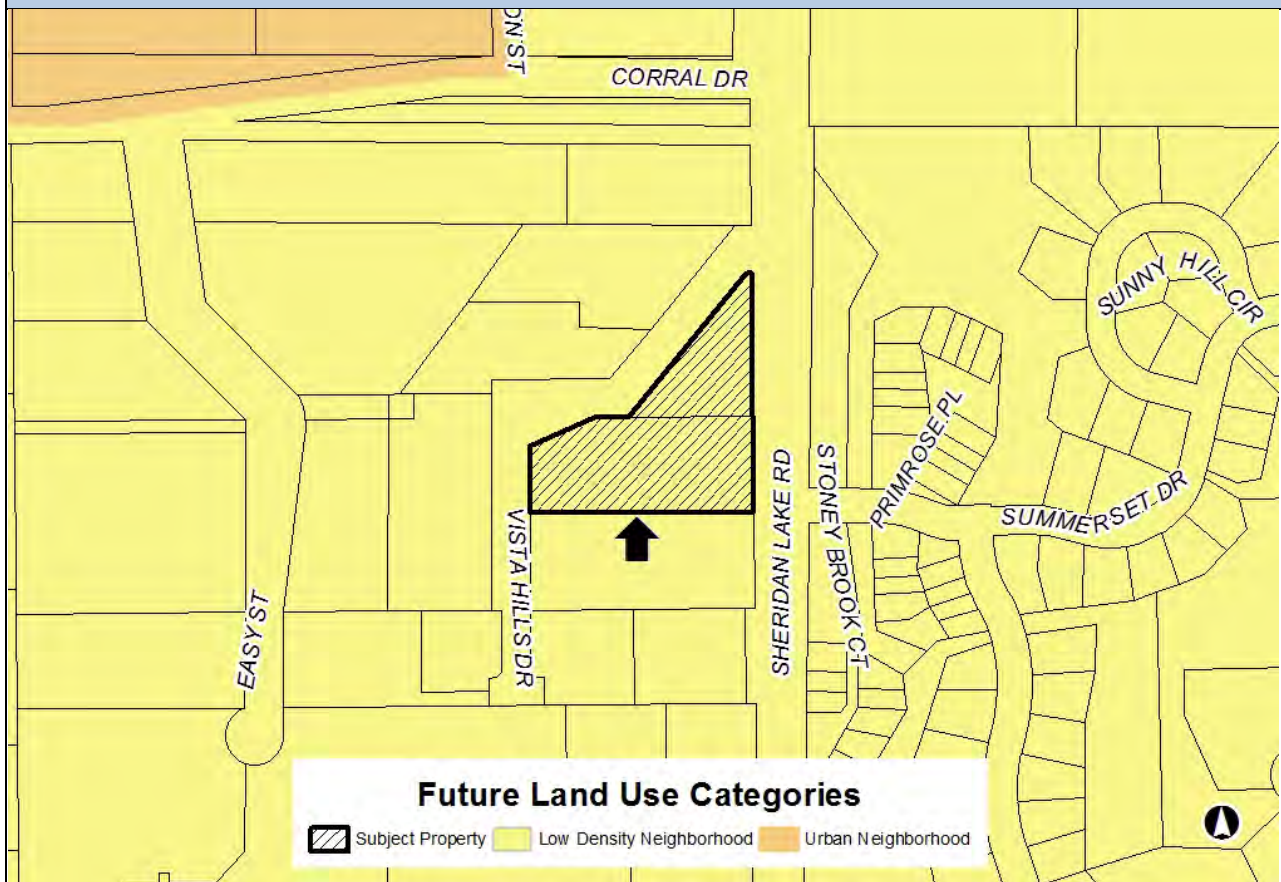 ON ST
CORRAL DR
SUNNY HILL CIR
PRIMROSE PL
SHERIDAN LAKE RD
STONEY BROOK CT
SUMMERSET DR
VISTA HILLS DR
EASY ST
Future Land Use Categories
Subject Property Low Density Neighborhood Urban Neighborhood